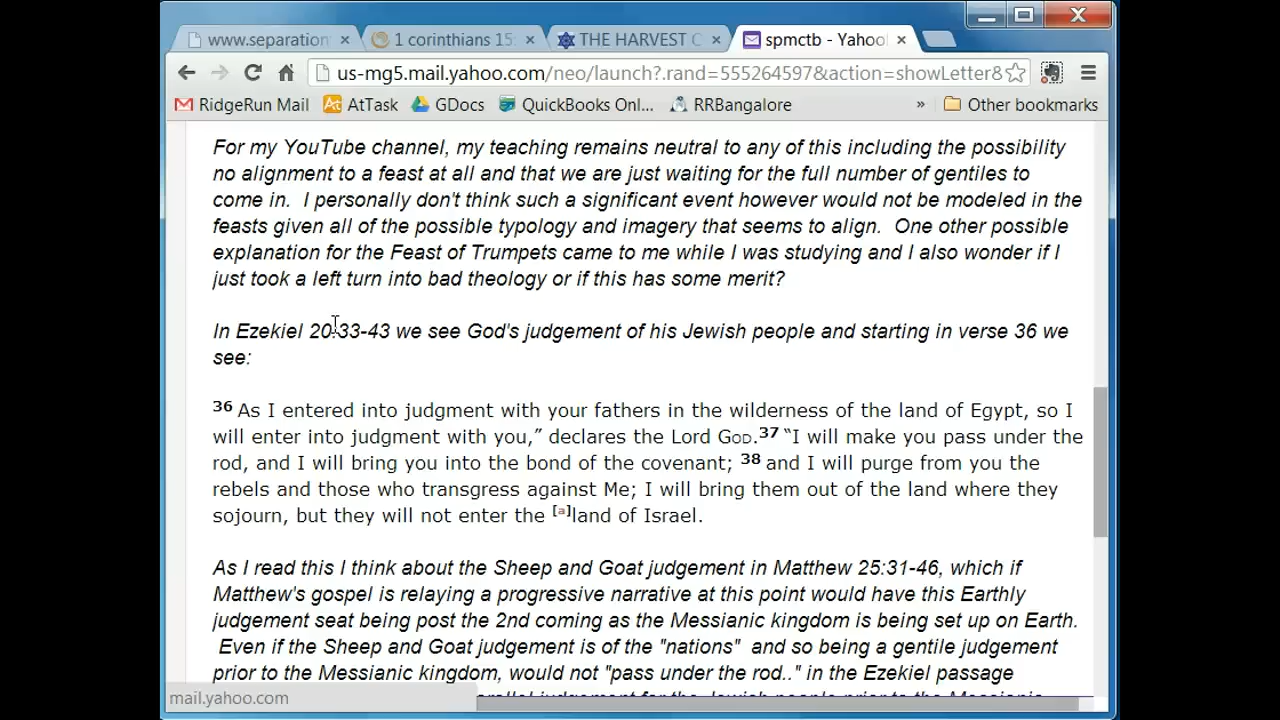 www.separation
1 corinthians 15:
THE HARVEST C
spmctb - Yahoo!
us-mg5.mail.yahoo.com/neo/launch?.rand=555264597&action=showLetter&
RidgeRun Mail
AtTask
GDocs
QuickBooks Onl...
RRBangalore
»
Other bookmarks
For my YouTube channel, my teaching remains neutral to any of this including the possibility
no alignment to a feast at all and that we are just waiting for the full number of gentiles to
come in.  I personally don't think such a significant event however would not be modeled in the
feasts given all of the possible typology and imagery that seems to align.  One other possible
explanation for the Feast of Trumpets came to me while I was studying and I also wonder if I
just took a left turn into bad theology or if this has some merit?
In Ezekiel 20:33-43 we see God's judgement of his Jewish people and starting in verse 36 we
see:
36 As I entered into judgment with your fathers in the wilderness of the land of Egypt, so I
will enter into judgment with you,” declares the Lord GOD.37 “I will make you pass under the
rod, and I will bring you into the bond of the covenant; 38 and I will purge from you the
rebels and those who transgress against Me; I will bring them out of the land where they
sojourn, but they will not enter the [a]land of Israel.
As I read this I think about the Sheep and Goat judgement in Matthew 25:31-46, which if
Matthew's gospel is relaying a progressive narrative at this point would have this Earthly
judgement seat being post the 2nd coming as the Messianic kingdom is being set up on Earth.
Even if the Sheep and Goat judgement is of the "nations"  and so being a gentile judgement
prior to the Messianic kingdom, would not "pass under the rod.." in the Ezekiel passage
parallel judgement for the Jewish people prior to the Messianic
mail.yahoo.com